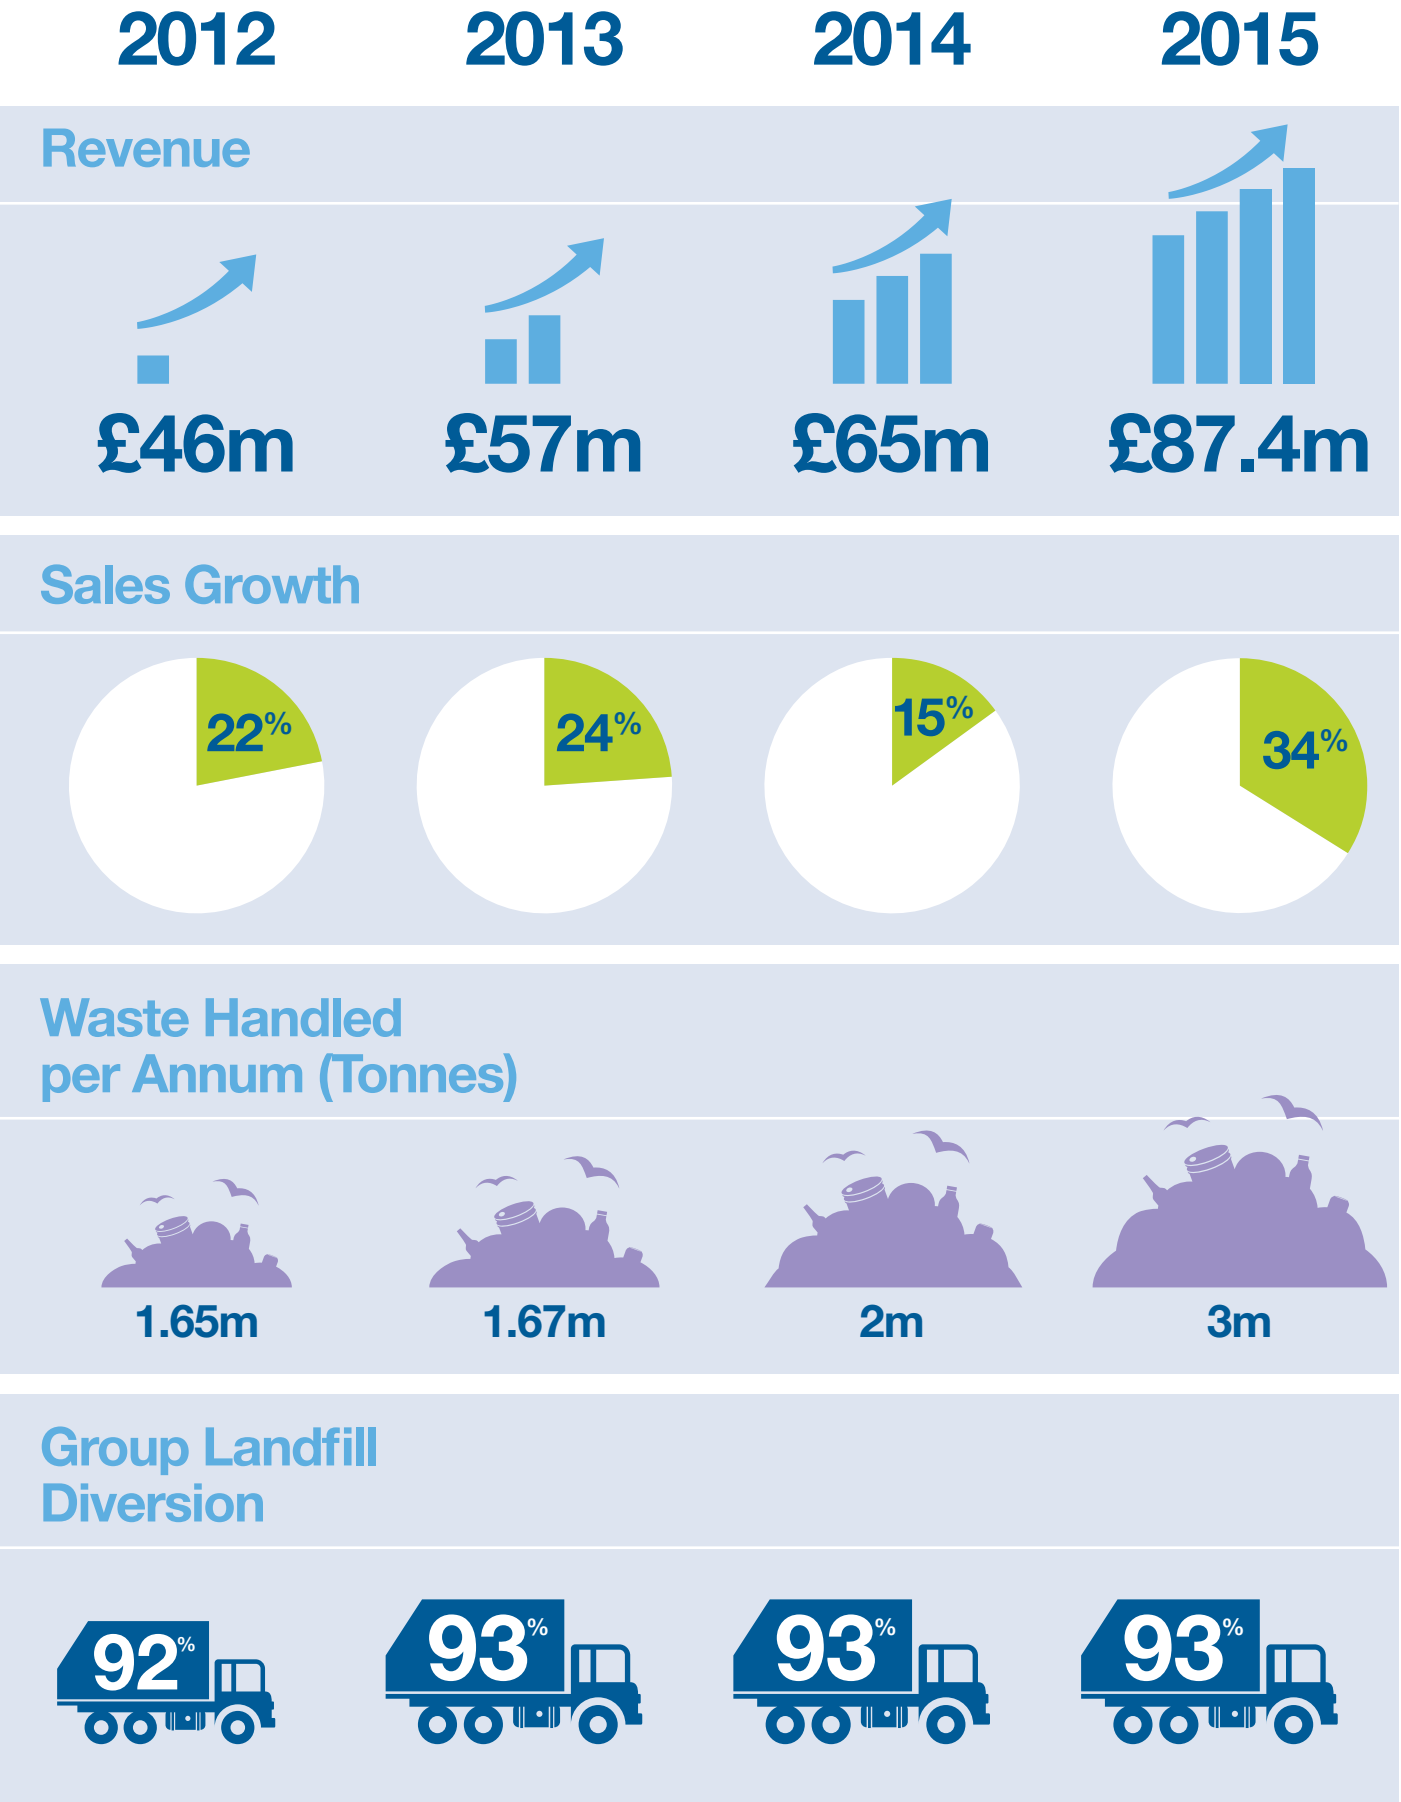 2012 2013 2014 2015
Revenue
£46m £57m £65m £87.4m
Sales Growth
22% 24% 15% 34%
Waste Handled
per Annum (Tonnes)
1.65m 1.67m 2m 3m
Group Landfill
Diversion
92% 93% 93% 93%